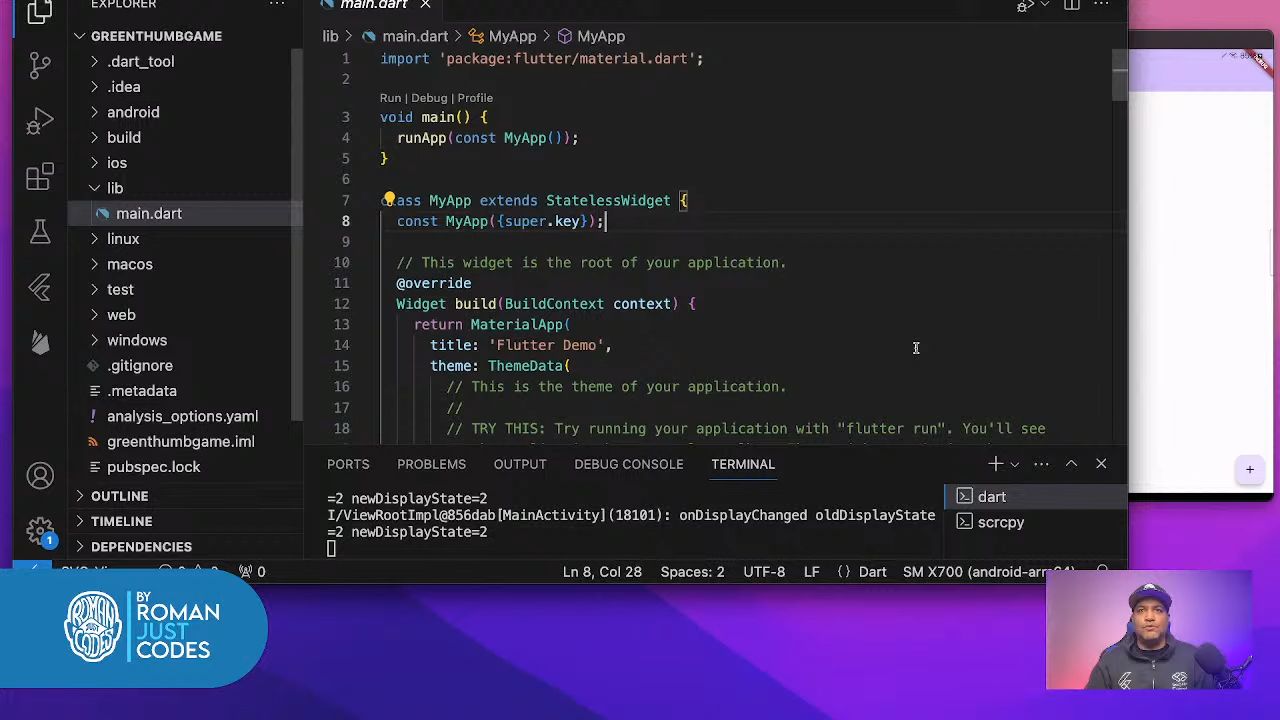 EXPLORER
main.dart
GREENTHUMBGAME
.dart_tool
.idea
android
build
ios
lib
main.dart
linux
macos
test
web
windows
.gitignore
.metadata
! analysis_options.yaml
greenthumbgame.iml
pubspec.lock
OUTLINE
TIMELINE
DEPENDENCIES
1
lib > main.dart > MyApp > MyApp
1 import 'package:flutter/material.dart';
2
Run | Debug | Profile
3 void main() {
4 runApp(const MyApp());
5 }
6
7 class MyApp extends StatelessWidget {
8 const MyApp({super.key});
9
10 // This widget is the root of your application.
11 @override
12 Widget build(BuildContext context) {
13 return MaterialApp(
14 title: 'Flutter Demo',
15 theme: ThemeData(
16 // This is the theme of your application.
17 //
18 // TRY THIS: Try running your application with "flutter run". You'll see
PORTS PROBLEMS OUTPUT DEBUG CONSOLE TERMINAL
=2 newDisplayState=2
I/ViewRootImpl@856dab[MainActivity](18101): onDisplayChanged oldDisplayState
=2 newDisplayState=2
dart
scrcpy
0 Ln 8, Col 28 Spaces: 2 UTF-8 LF {} Dart
BY
ROMAN
JUST
CODES